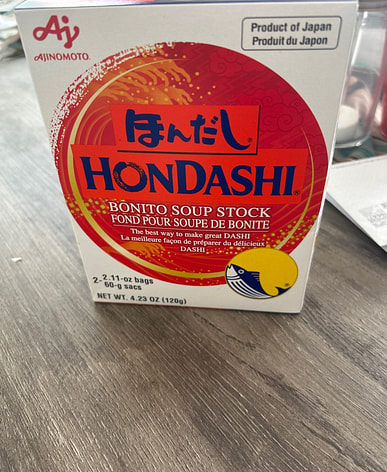 Aj
AJINOMOTO
Product of Japan
Produit du Japon
ほんだし®
HONDASHI®
BONITO SOUP STOCK
FOND POUR SOUPE DE BONITE
The best way to make great DASHI
La meilleure façon de préparer du délicieux
DASHI
2- 2.11-oz bags
60-g sacs
NET WT. 4.23 OZ (120g)